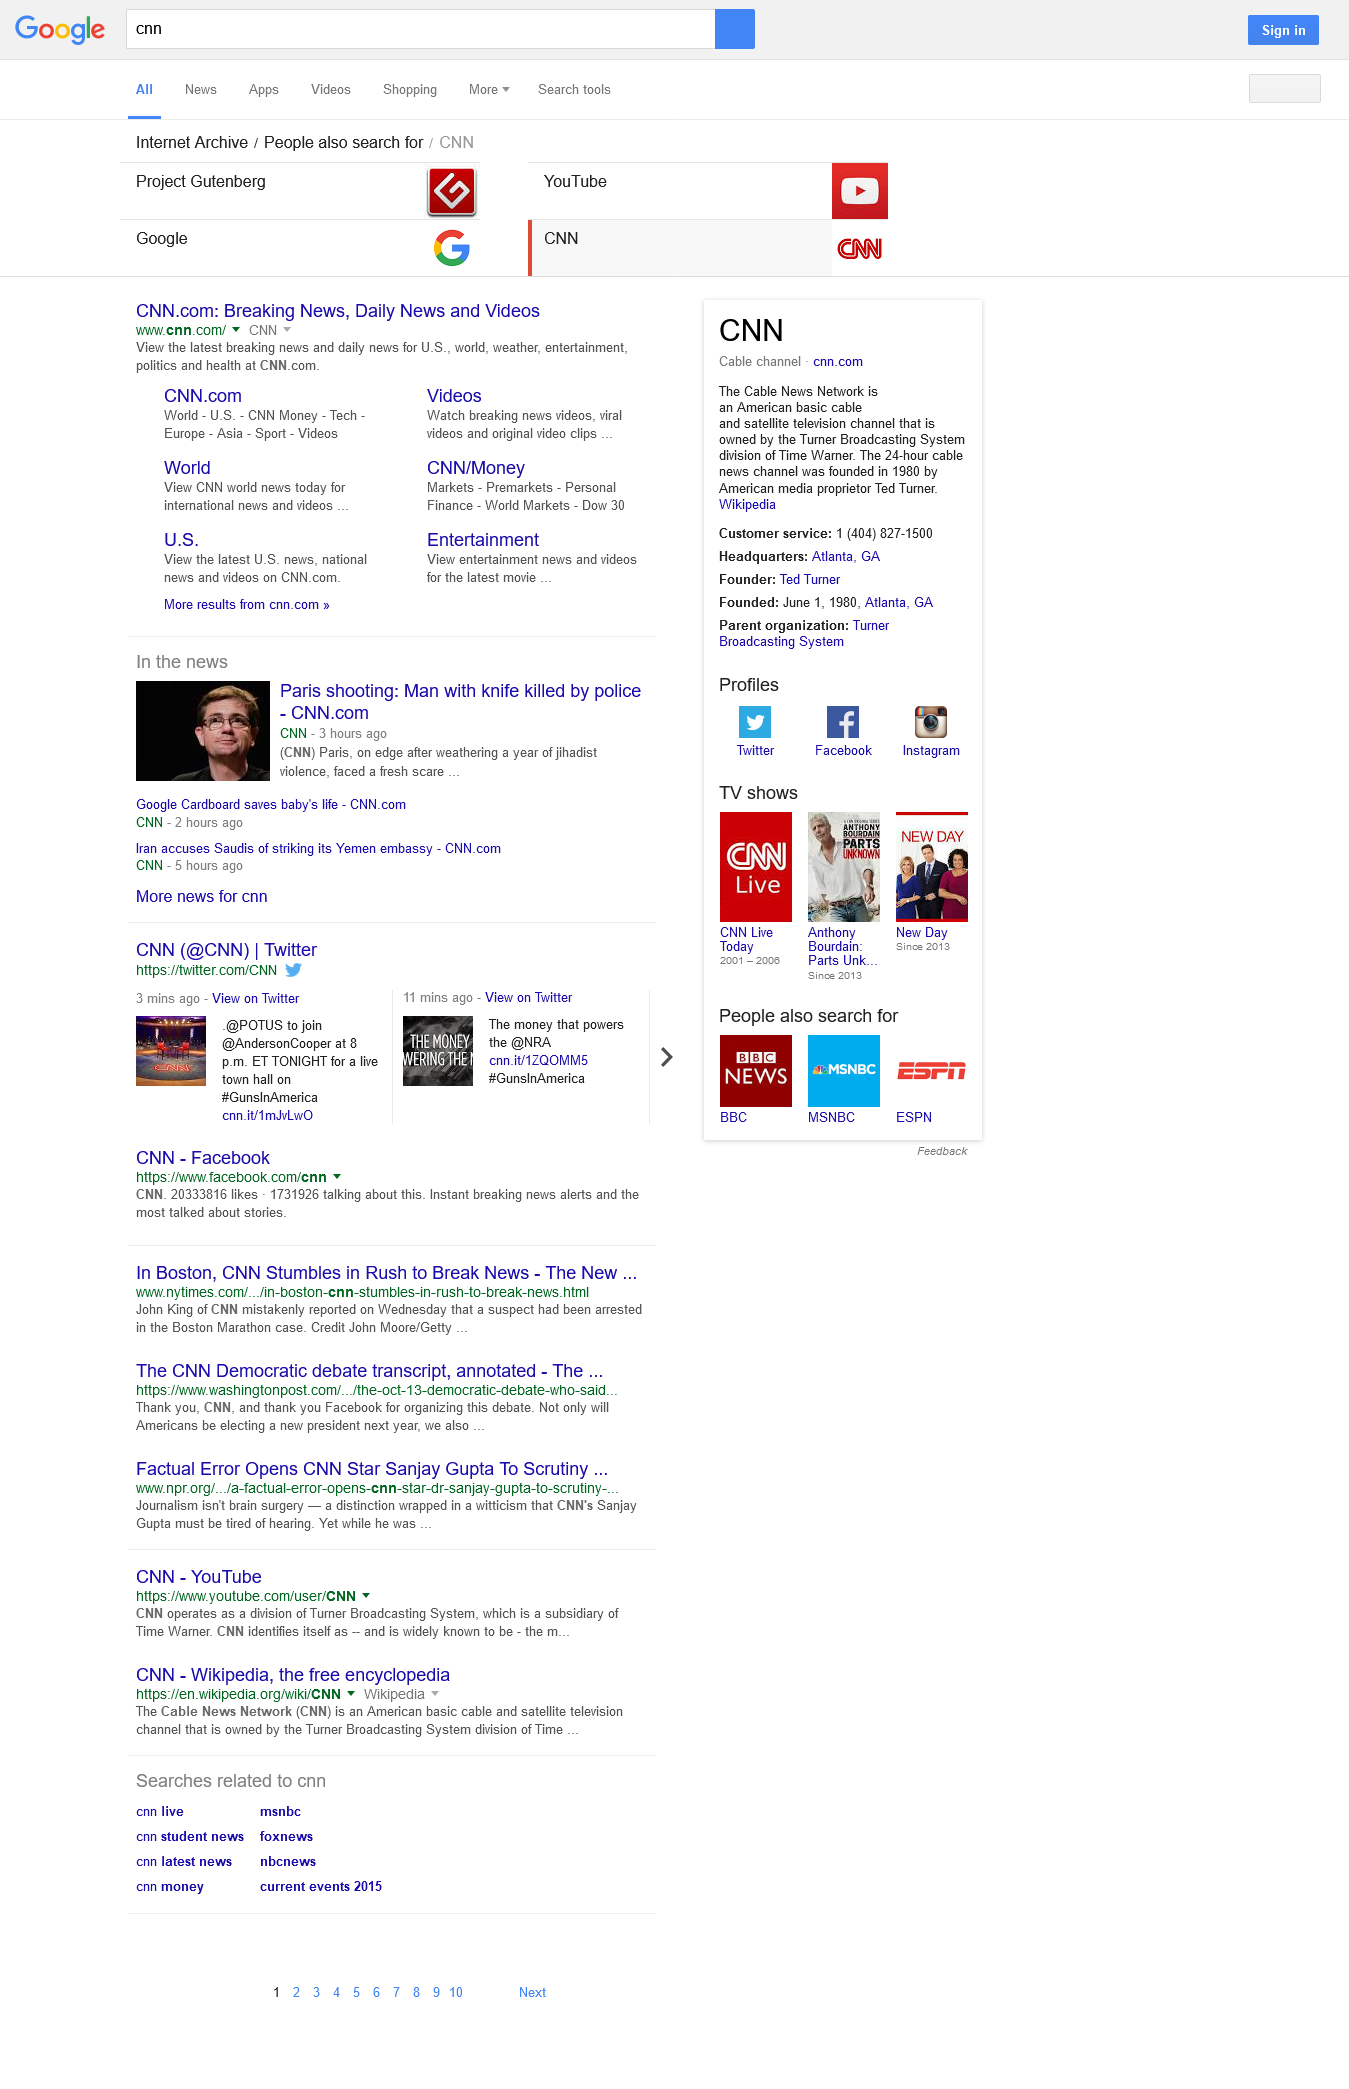 Google
cnn
Sign in
All News Apps Videos Shopping More Search tools
Internet Archive / People also search for / CNN
Project Gutenberg
YouTube
Google
CNN
CNN
CNN.com: Breaking News, Daily News and Videos
www.cnn.com/ CNN
View the latest breaking news and daily news for U.S., world, weather, entertainment,
politics and health at CNN.com.
CNN.com
World - U.S. - CNN Money - Tech -
Europe - Asia - Sport - Videos
Videos
Watch breaking news videos, viral
videos and original video clips ...
World
View CNN world news today for
international news and videos ...
CNN/Money
Markets - Premarkets - Personal
Finance - World Markets - Dow 30
U.S.
View the latest U.S. news, national
news and videos on CNN.com.
Entertainment
View entertainment news and videos
for the latest movie ...
More results from cnn.com »
In the news
Paris shooting: Man with knife killed by police
- CNN.com
CNN - 3 hours ago
(CNN) Paris, on edge after weathering a year of jihadist
violence, faced a fresh scare ...
Google Cardboard saves baby's life - CNN.com
CNN - 2 hours ago
Iran accuses Saudis of striking its Yemen embassy - CNN.com
CNN - 5 hours ago
More news for cnn
CNN (@CNN) | Twitter
https://twitter.com/CNN
3 mins ago - View on Twitter
.@POTUS to join
@AndersonCooper at 8
p.m. ET TONIGHT for a live
town hall on
#GunsInAmerica
cnn.it/1mJvLwO
CNN
11 mins ago - View on Twitter
THE MONEY
WERING THE N
The money that powers
the @NRA
cnn.it/1ZQOMM5
#GunsInAmerica
CNN - Facebook
https://www.facebook.com/cnn
CNN. 20333816 likes · 1731926 talking about this. Instant breaking news alerts and the
most talked about stories.
In Boston, CNN Stumbles in Rush to Break News - The New ...
www.nytimes.com/.../in-boston-cnn-stumbles-in-rush-to-break-news.html
John King of CNN mistakenly reported on Wednesday that a suspect had been arrested
in the Boston Marathon case. Credit John Moore/Getty ...
The CNN Democratic debate transcript, annotated - The ...
https://www.washingtonpost.com/.../the-oct-13-democratic-debate-who-said...
Thank you, CNN, and thank you Facebook for organizing this debate. Not only will
Americans be electing a new president next year, we also ...
Factual Error Opens CNN Star Sanjay Gupta To Scrutiny ...
www.npr.org/.../a-factual-error-opens-cnn-star-dr-sanjay-gupta-to-scrutiny-...
Journalism isn't brain surgery — a distinction wrapped in a witticism that CNN's Sanjay
Gupta must be tired of hearing. Yet while he was ...
CNN - YouTube
https://www.youtube.com/user/CNN
CNN operates as a division of Turner Broadcasting System, which is a subsidiary of
Time Warner. CNN identifies itself as -- and is widely known to be - the m...
CNN - Wikipedia, the free encyclopedia
https://en.wikipedia.org/wiki/CNN Wikipedia
The Cable News Network (CNN) is an American basic cable and satellite television
channel that is owned by the Turner Broadcasting System division of Time ...
Searches related to cnn
cnn live
msnbc
cnn student news
foxnews
cnn latest news
nbcnews
cnn money
current events 2015
1 2 3 4 5 6 7 8 9 10 Next
CNN
Cable channel · cnn.com
The Cable News Network is
an American basic cable
and satellite television channel that is
owned by the Turner Broadcasting System
division of Time Warner. The 24-hour cable
news channel was founded in 1980 by
American media proprietor Ted Turner.
Wikipedia
Customer service: 1 (404) 827-1500
Headquarters: Atlanta, GA
Founder: Ted Turner
Founded: June 1, 1980, Atlanta, GA
Parent organization: Turner
Broadcasting System
Profiles
Twitter Facebook Instagram
TV shows
CNN
Live
CNN Live
Today
2001 – 2006
ANTHONY
BOURDAIN
PARTS
UNKNOWN
Anthony
Bourdain:
Parts Unk...
Since 2013
NEW DAY
New Day
Since 2013
People also search for
BBC
NEWS
BBC
MSNBC
MSNBC
ESPN
ESPN
Feedback